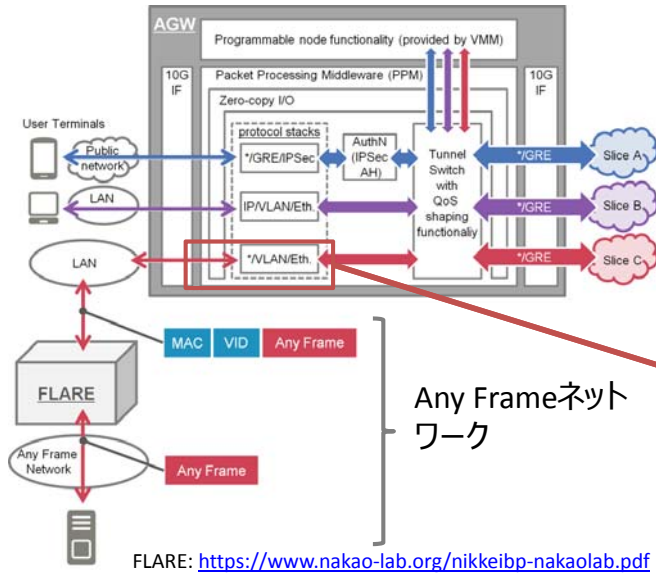 AGW
Programmable node functionality (provided by VMM)
10G
IF
Packet Processing Middleware (PPM)
10G
IF
Zero-copy I/O
User Terminals
protocol stacks
Public
network
*/GRE/IPSec
AuthN
(IPSec
AH)
Tunnel
Switch
with
QoS
shaping
functionaliy
*/GRE
Slice A
LAN
IP/VLAN/Eth.
*/GRE
Slice B
LAN
*/VLAN/Eth.
*/GRE
Slice C
MAC
VID
Any Frame
FLARE
Any Frameネット
ワーク
Any Frame
Network
Any Frame
FLARE: https://www.nakao-lab.org/nikkeibp-nakaolab.pdf